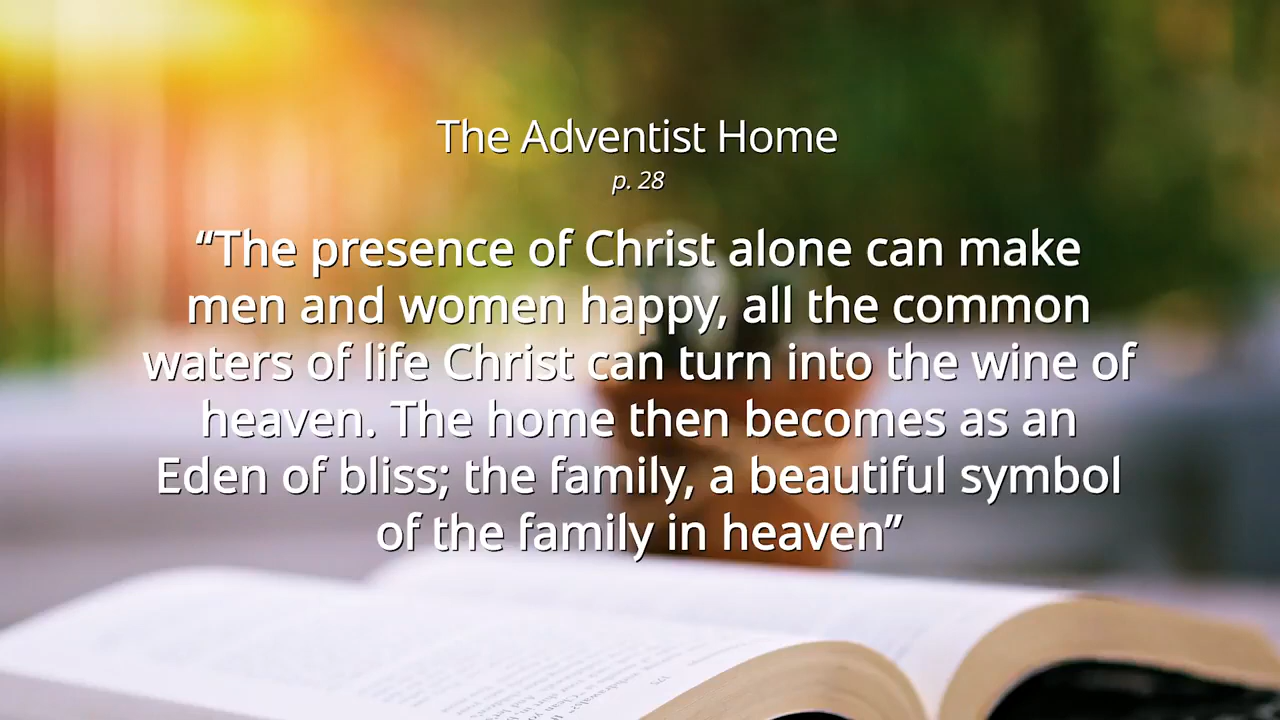 The Adventist Home
p. 28
“The presence of Christ alone can make
men and women happy, all the common
waters of life Christ can turn into the wine of
heaven. The home then becomes as an
Eden of bliss; the family, a beautiful symbol
of the family in heaven”